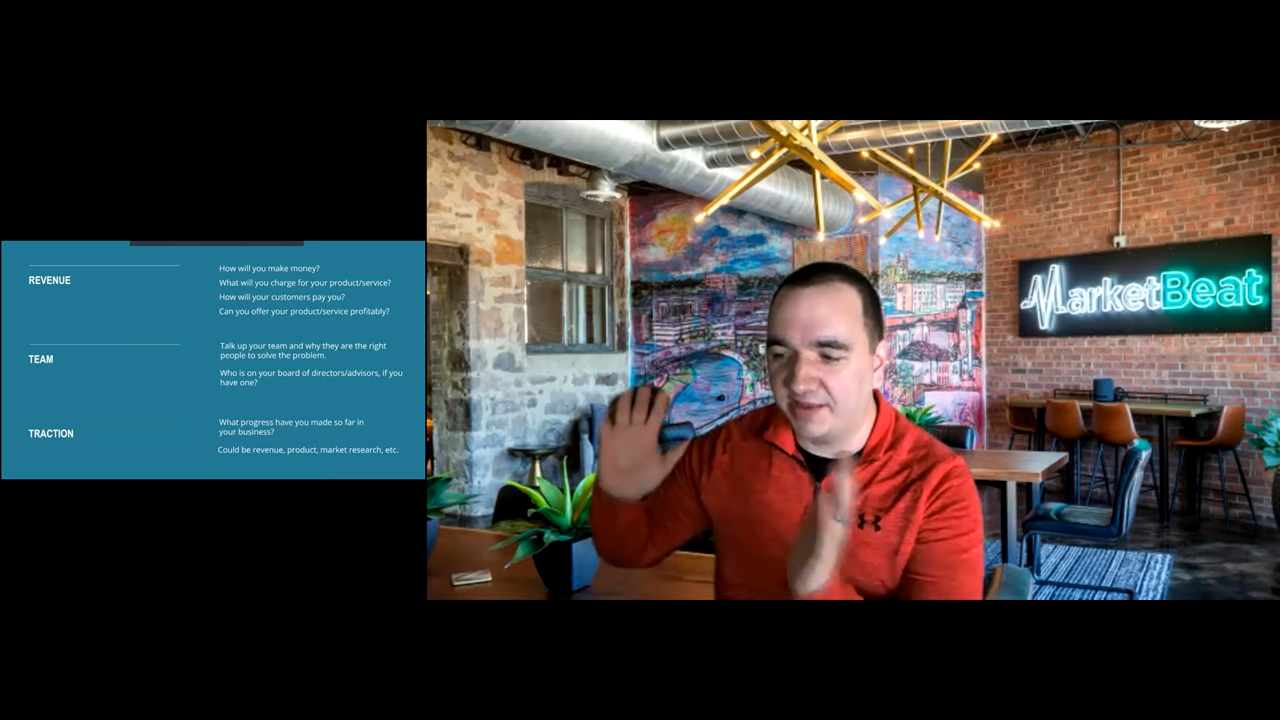 REVENUE
How will you make money?
What will you charge for your product/service?
How will your customers pay you?
Can you offer your product/service profitably?
TEAM
Talk up your team and why they are the right
people to solve the problem.
Who is on your board of directors/advisors, if you
have one?
TRACTION
What progress have you made so far in
your business?
Could be revenue, product, market research, etc.
MarketBeat